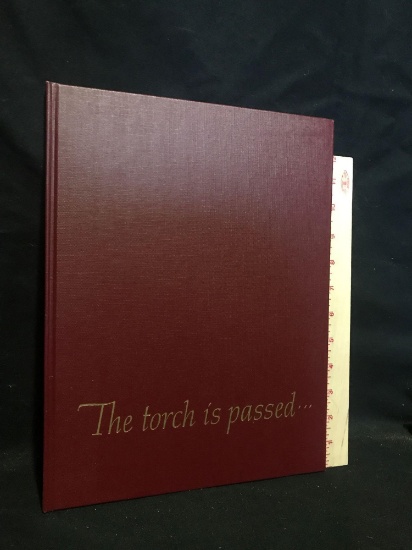 The torch is passed...